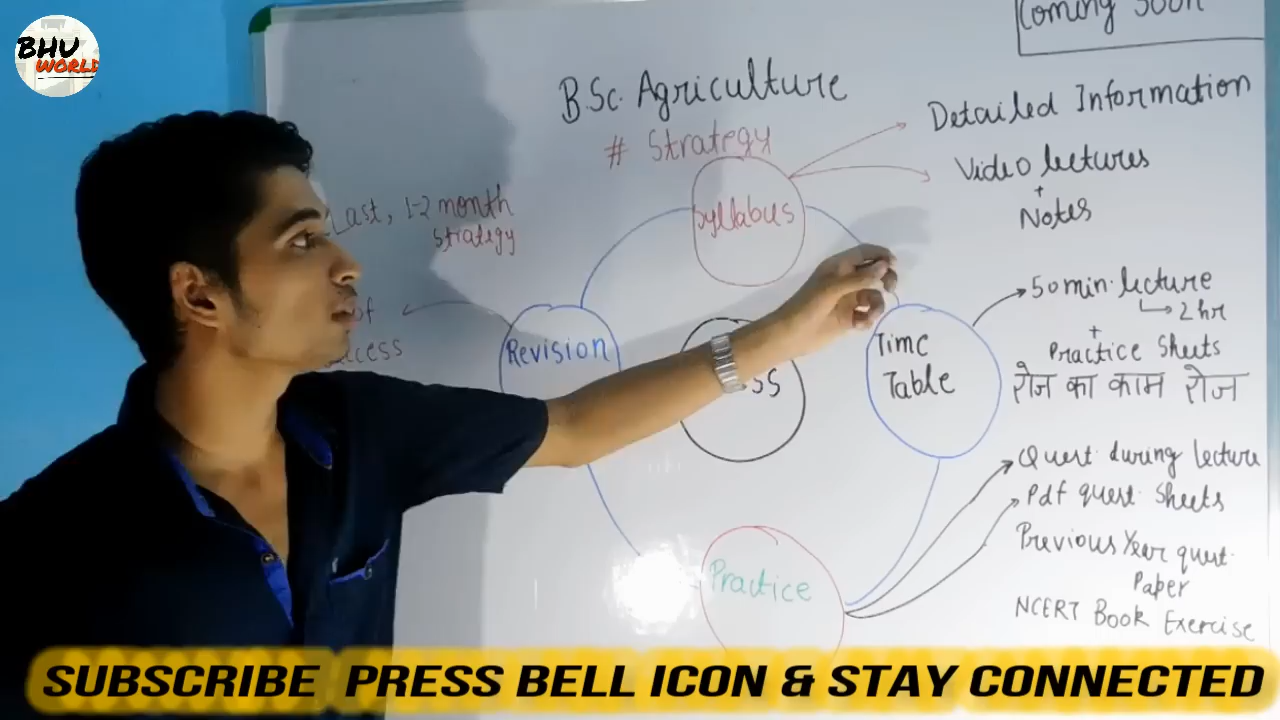 BHU
WORLD
Coming Soon
B.Sc. Agriculture
# Strategy
Detailed Information
Video lectures
+
Notes
Syllabus
Last, 1-2 month
Strategy
of
Revision
Time
Table
50 min. lecture
2 hr
+
Practice Sheets
रोज का काम रोज
Quest during lecture
Pdf quest. Sheets
Previous Year quest.
Paper
NCERT Book Exercise
Practice
SUBSCRIBE PRESS BELL ICON & STAY CONNECTED